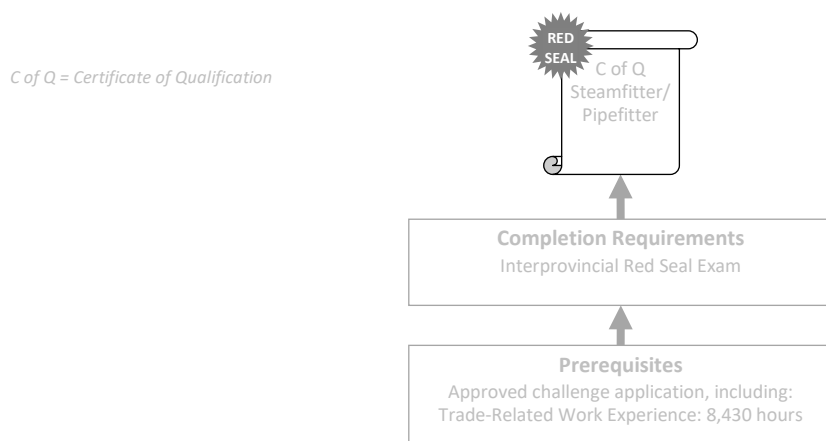 RED
SEAL
C of Q
Steamfitter/
Pipefitter
C of Q = Certificate of Qualification
Completion Requirements
Interprovincial Red Seal Exam
Prerequisites
Approved challenge application, including:
Trade-Related Work Experience: 8,430 hours